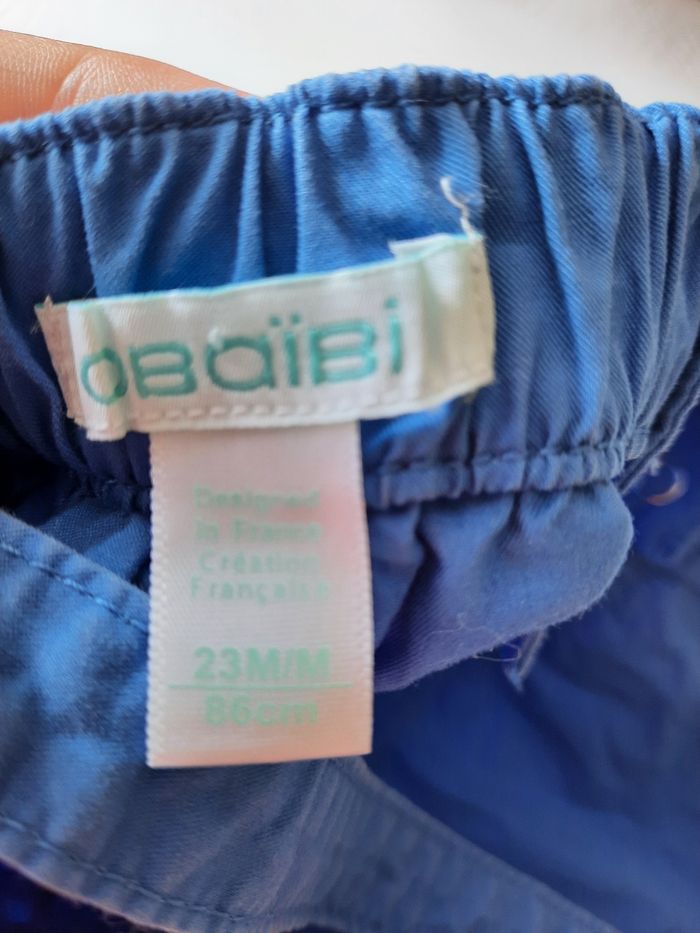 OBaïBi
Designed
in France
Création
Française
23M/M
86cm